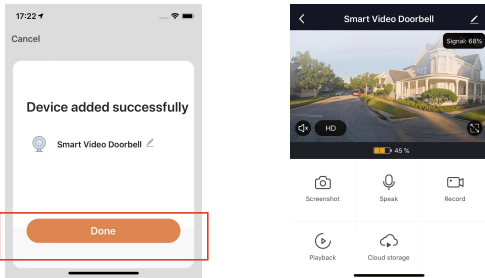 17:22
Cancel
Device added successfully
Smart Video Doorbell
Done
Smart Video Doorbell
Signal: 68%
HD
45 %
Screenshot
Speak
Record
Playback
Cloud storage